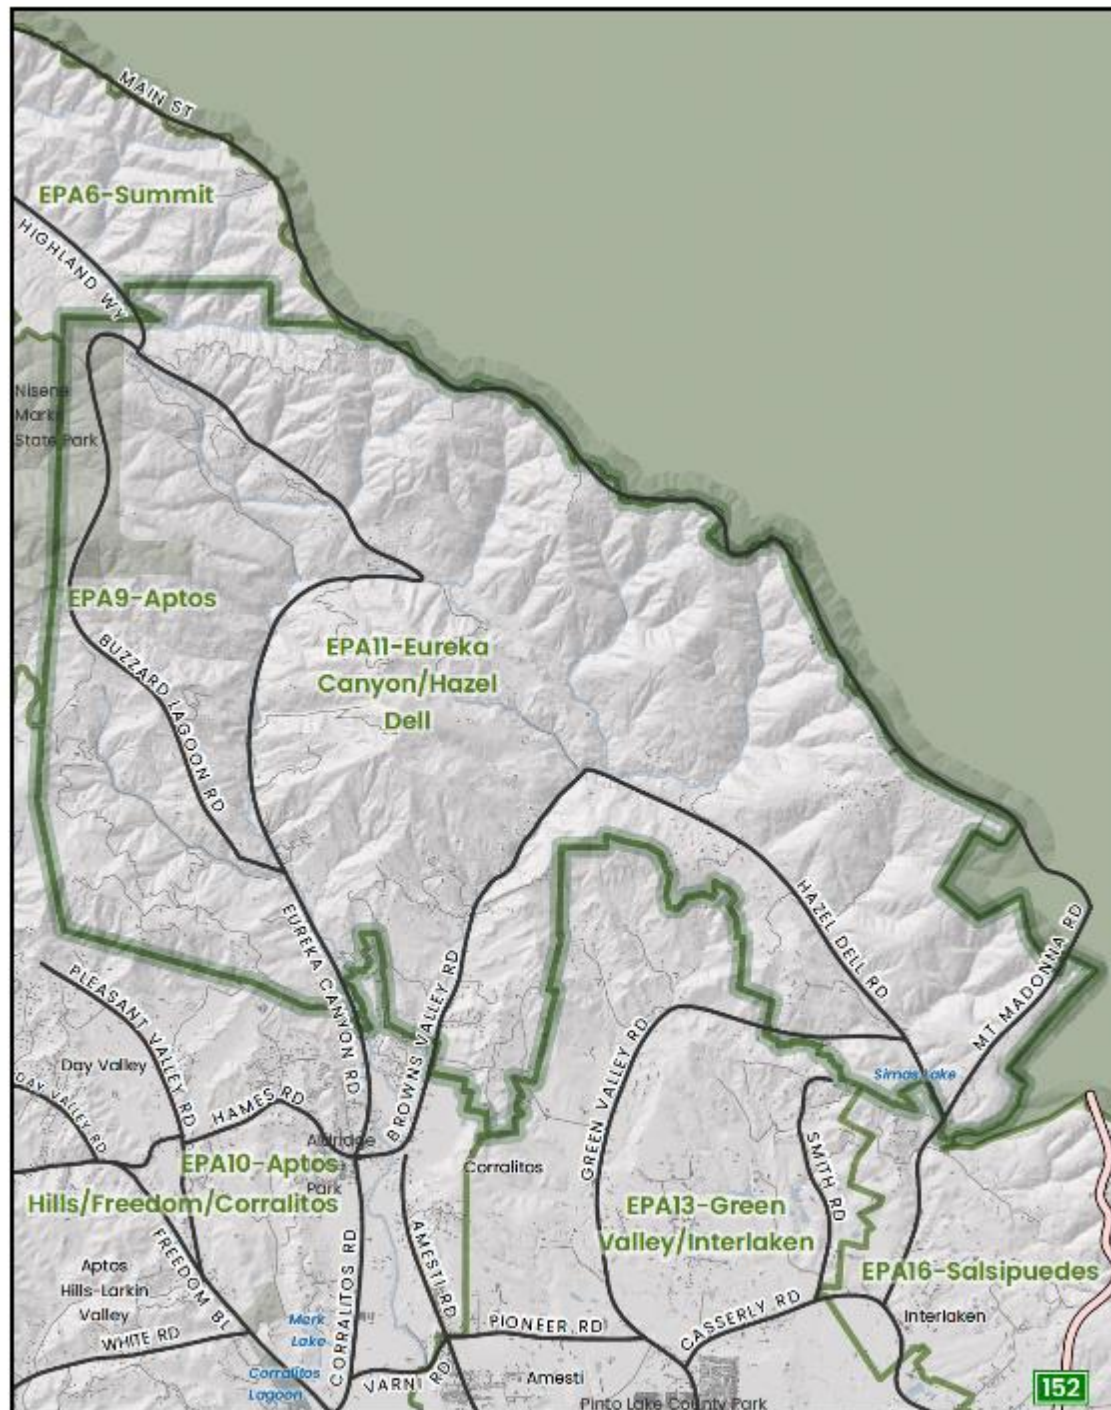 MAIN ST
EPA6-Summit
HIGHLAND WY
Nisene
Marks
State Park
EPA9-Aptos
BUZZARD LAGOON RD
EPA11-Eureka
Canyon/Hazel
Dell
HAZEL DELL RD
EUREKA CANYON RD
BROWNS VALLEY RD
MT MADONNA RD
PLEASANT VALLEY RD
Day Valley
DAY VALLEY RD
HAMES RD
GREEN VALLEY RD
Simas Lake
Aldridge
Park
Corralitos
SMITH RD
EPA10-Aptos
Hills/Freedom/Corralitos
EPA13-Green
Valley/Interlaken
EPA16-Salsipuedes
FREEDOM BL
CORRALITOS RD
AMESTI RD
Aptos
Hills-Larkin
Valley
Merk
Lake
WHITE RD
PIONEER RD
CASSERLY RD
Interlaken
Corralitos
Lagoon
VARNI RD
Amesti
152
Pinto Lake County Park